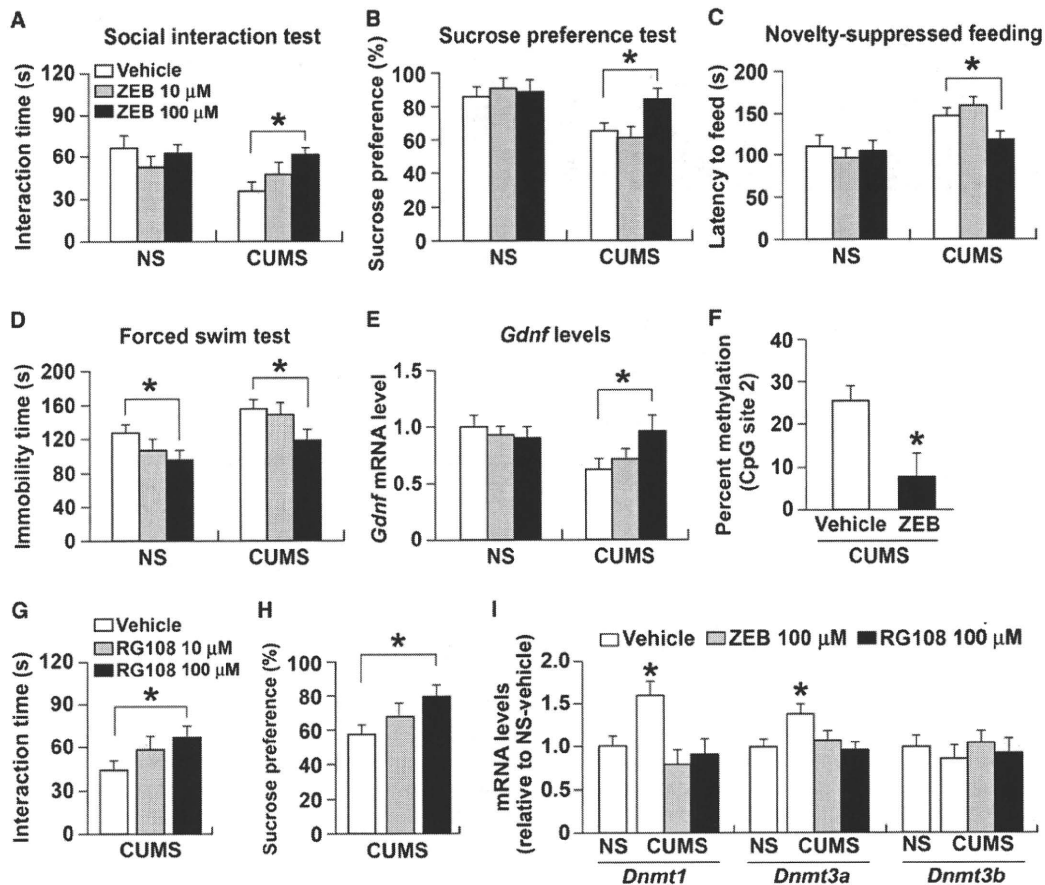 A
Social interaction test
Interaction time (s)
120
90
60
30
0
Vehicle
ZEB 10 µM
ZEB 100 µM
*
NS CUMS
B
Sucrose preference test
Sucrose preference (%)
100
80
60
40
20
0
*
NS CUMS
C
Novelty-suppressed feeding
Latency to feed (s)
200
150
100
50
0
*
NS CUMS
D
Forced swim test
Immobility time (s)
200
160
120
80
40
0
* *
NS CUMS
E
Gdnf levels
Gdnf mRNA level
1.5
1.0
0.5
0
*
NS CUMS
F
Percent methylation
(CpG site 2)
40
30
20
10
0
*
Vehicle ZEB
CUMS
G
Interaction time (s)
120
90
60
30
0
Vehicle
RG108 10 µM
RG108 100 µM
*
CUMS
H
Sucrose preference (%)
100
80
60
40
20
0
*
CUMS
I
Vehicle ZEB 100 µM RG108 100 µM
mRNA levels
(relative to NS-vehicle)
2.0
1.5
1.0
0.5
0
* *
NS CUMS NS CUMS NS CUMS
Dnmt1 Dnmt3a Dnmt3b